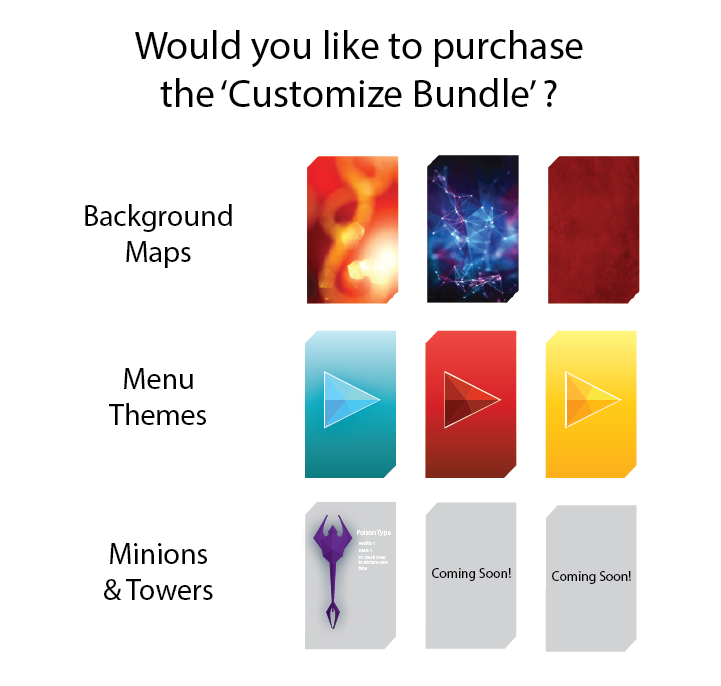 Would you like to purchase
the ‘Customize Bundle’ ?
Background
Maps
Menu
Themes
Minions
& Towers
Poison Type
Coming Soon!
Coming Soon!